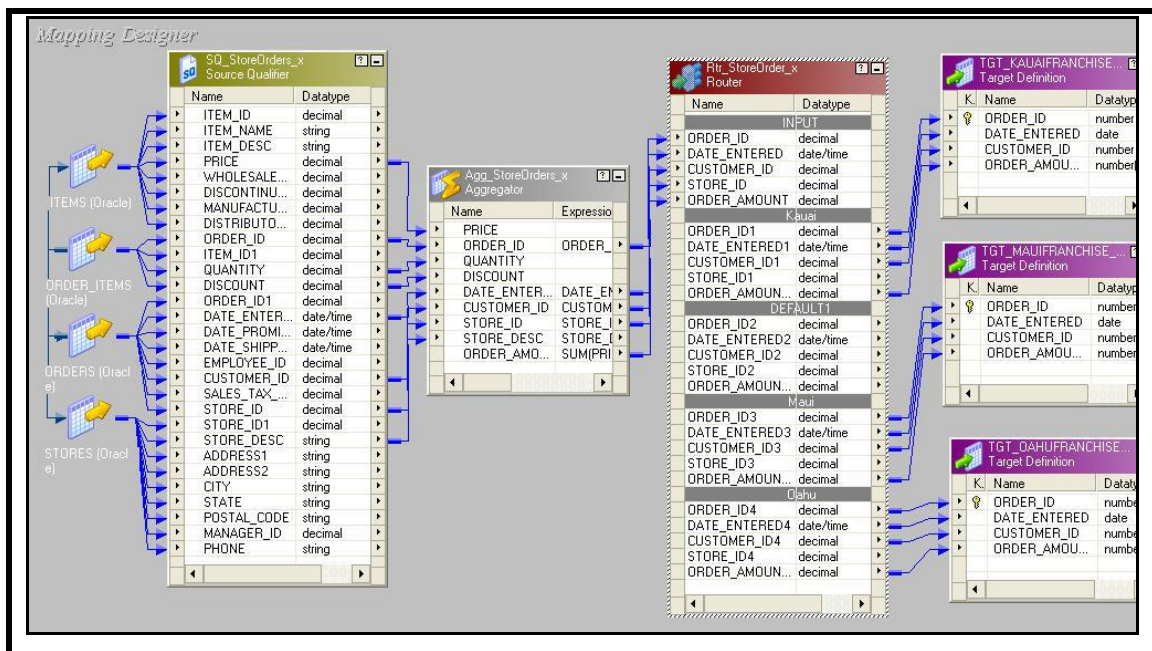 Mapping Designer
ITEMS (Oracle)
ORDER_ITEMS
(Oracle)
ORDERS (Oracl
e)
STORES (Oracl
e)
SQ_StoreOrders_x
Source Qualifier
Name Datatype
ITEM_ID decimal
ITEM_NAME string
ITEM_DESC string
PRICE decimal
WHOLESALE... decimal
DISCONTINU... decimal
MANUFACTU... decimal
DISTRIBUTO... decimal
ORDER_ID decimal
ITEM_ID1 decimal
QUANTITY decimal
DISCOUNT decimal
ORDER_ID1 decimal
DATE_ENTER... date/time
DATE_PROMI... date/time
DATE_SHIPP... date/time
EMPLOYEE_ID decimal
CUSTOMER_ID decimal
SALES_TAX_... decimal
STORE_ID decimal
STORE_ID1 decimal
STORE_DESC string
ADDRESS1 string
ADDRESS2 string
CITY string
STATE string
POSTAL_CODE string
MANAGER_ID decimal
PHONE string
Agg_StoreOrders_x
Aggregator
Name Expressio
PRICE
ORDER_ID ORDER_
QUANTITY
DISCOUNT
DATE_ENTER... DATE_EN
CUSTOMER_ID CUSTOM
STORE_ID STORE_I
STORE_DESC STORE_D
ORDER_AMO... SUM(PRI
Rtr_StoreOrder_x
Router
Name Datatype
INPUT
ORDER_ID decimal
DATE_ENTERED date/time
CUSTOMER_ID decimal
STORE_ID decimal
ORDER_AMOUNT decimal
Kauai
ORDER_ID1 decimal
DATE_ENTERED1 date/time
CUSTOMER_ID1 decimal
STORE_ID1 decimal
ORDER_AMOUN... decimal
DEFAULT1
ORDER_ID2 decimal
DATE_ENTERED2 date/time
CUSTOMER_ID2 decimal
STORE_ID2 decimal
ORDER_AMOUN... decimal
Maui
ORDER_ID3 decimal
DATE_ENTERED3 date/time
CUSTOMER_ID3 decimal
STORE_ID3 decimal
ORDER_AMOUN... decimal
Oahu
ORDER_ID4 decimal
DATE_ENTERED4 date/time
CUSTOMER_ID4 decimal
STORE_ID4 decimal
ORDER_AMOUN... decimal
TGT_KAUAIFRANCHISE...
Target Definition
K. Name Datatyp
ORDER_ID number
DATE_ENTERED date
CUSTOMER_ID number
ORDER_AMOU... number(
TGT_MAUIFRANCHISE_...
Target Definition
K. Name Datatyp
ORDER_ID number
DATE_ENTERED date
CUSTOMER_ID number
ORDER_AMOU... number
TGT_OAHUFRANCHISE...
Target Definition
K. Name Dataty
ORDER_ID numbe
DATE_ENTERED date
CUSTOMER_ID numbe
ORDER_AMOU... numbe